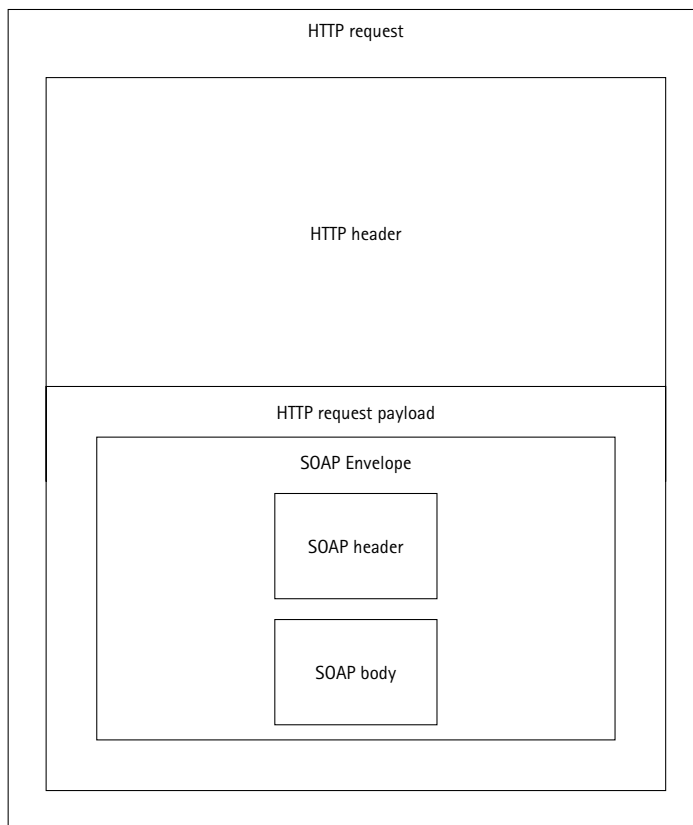 HTTP request
HTTP header
HTTP request payload
SOAP Envelope
SOAP header
SOAP body